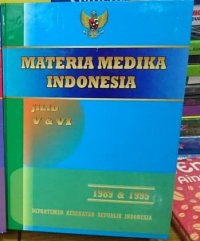 MATERIA MEDIKA
INDONESIA
JILID
V & VI
1989 & 1995
DEPARTEMEN KESEHATAN REPUBLIK INDONESIA